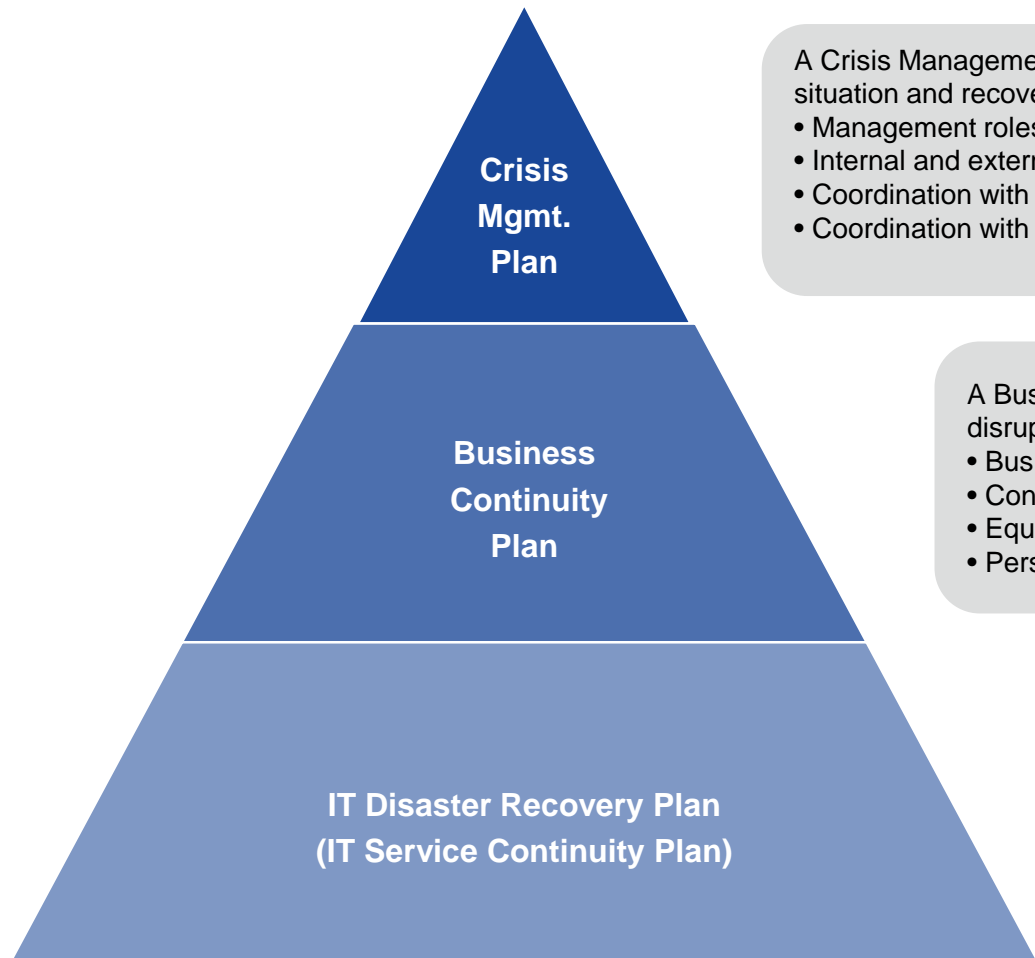 Crisis
Mgmt.
Plan
A Crisis Manageme
situation and recove
• Management roles
• Internal and extern
• Coordination with
• Coordination with
Business
Continuity
Plan
A Bus
disrup
• Bus
• Con
• Equ
• Pers
IT Disaster Recovery Plan
(IT Service Continuity Plan)